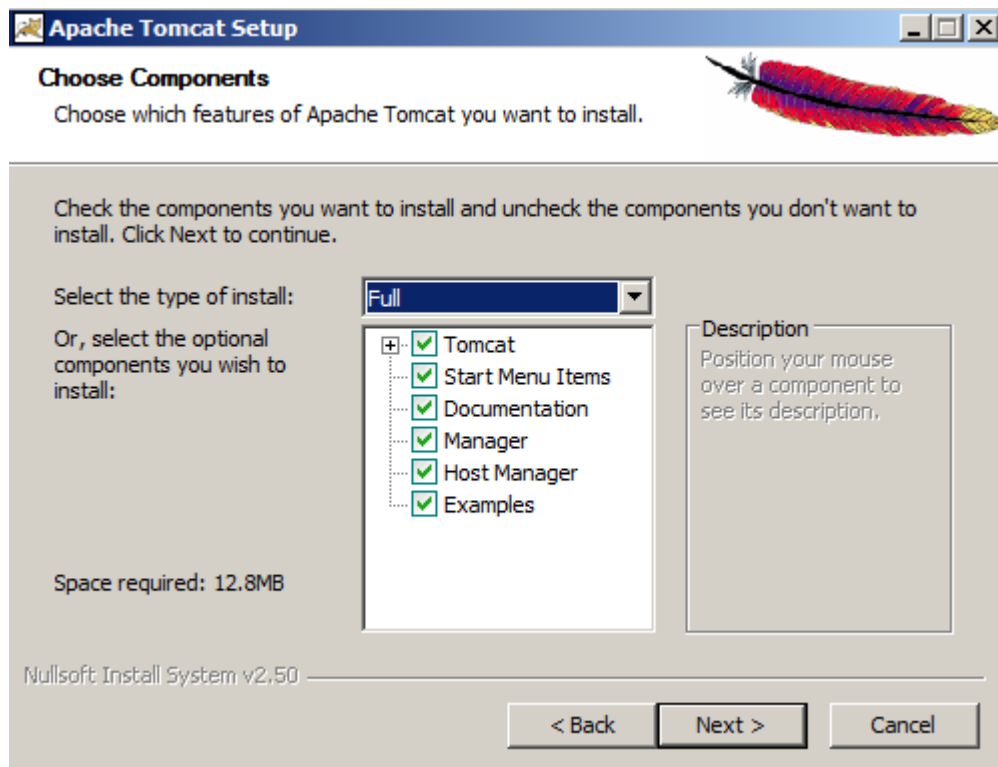 Apache Tomcat Setup
Choose Components
Choose which features of Apache Tomcat you want to install.
Check the components you want to install and uncheck the components you don't want to
install. Click Next to continue.
Select the type of install:
Full
Or, select the optional
components you wish to
install:
Tomcat
Start Menu Items
Documentation
Manager
Host Manager
Examples
Description
Position your mouse
over a component to
see its description.
Space required: 12.8MB
Nullsoft Install System v2.50
< Back
Next >
Cancel